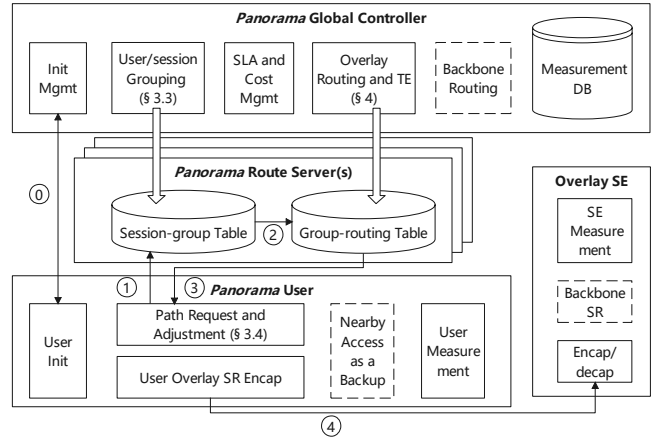 Panorama Global Controller
Init
Mgmt
User/session
Grouping
(§ 3.3)
SLA and
Cost
Mgmt
Overlay
Routing and TE
(§ 4)
Backbone
Routing
Measurement
DB
Panorama Route Server(s)
Session-group Table
Group-routing Table
⓪
②
①
③
Panorama User
User
Init
Path Request and
Adjustment (§ 3.4)
User Overlay SR Encap
Nearby
Access
as a
Backup
User
Measure
ment
Overlay SE
SE
Measure
ment
Backbone
SR
Encap/
decap
④